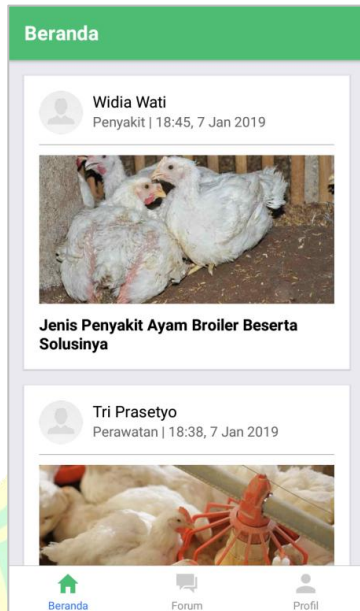 Beranda
Widia Wati
Penyakit | 18:45, 7 Jan 2019
Jenis Penyakit Ayam Broiler Beserta
Solusinya
Tri Prasetyo
Perawatan | 18:38, 7 Jan 2019
Beranda
Forum
Profil